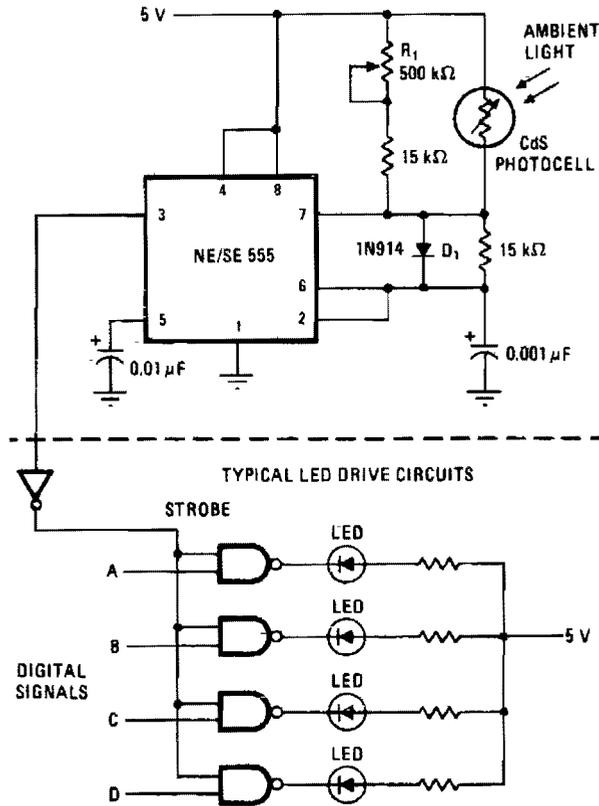 5 V
AMBIENT
LIGHT
R1
500 kΩ
CdS
PHOTOCELL
15 kΩ
4
8
3
7
NE/SE 555
1N914
D1
15 kΩ
6
5
1
2
+
0.01 µF
+
0.001 µF
TYPICAL LED DRIVE CIRCUITS
STROBE
LED
A
LED
B
5 V
DIGITAL
SIGNALS
LED
C
LED
D